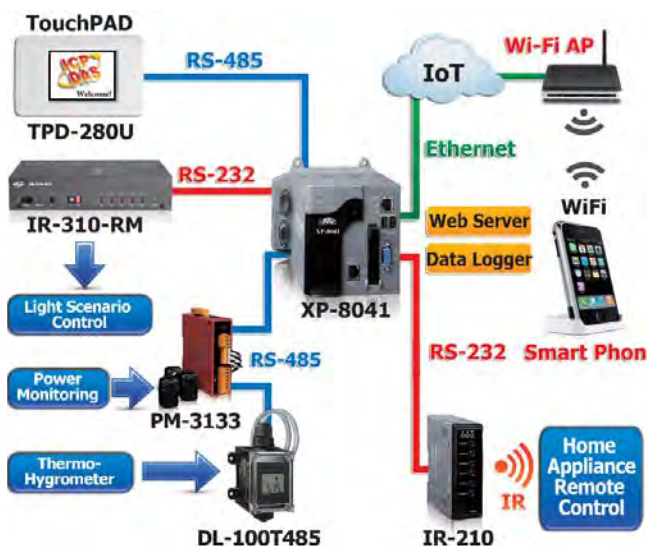 TouchPAD
ICP
DAS
Welcome!
TPD-280U
RS-485
IoT
Wi-Fi AP
Ethernet
RS-232
IR-310-RM
XP-8041
WiFi
Web Server
Data Logger
XP-8041
Light Scenario
Control
RS-485
RS-232
Smart Phon
Power
Monitoring
PM-3133
Thermo-
Hygrometer
DL-100T485
IR-210
IR
Home
Appliance
Remote
Control